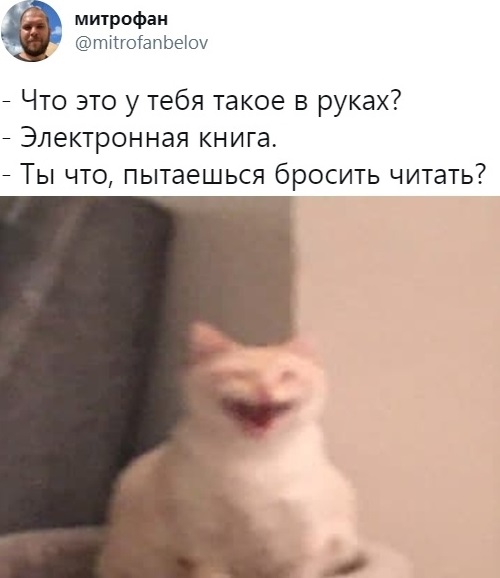 митрофан
@mitrofanbelov
- Что это у тебя такое в руках?
- Электронная книга.
- Ты что, пытаешься бросить читать?